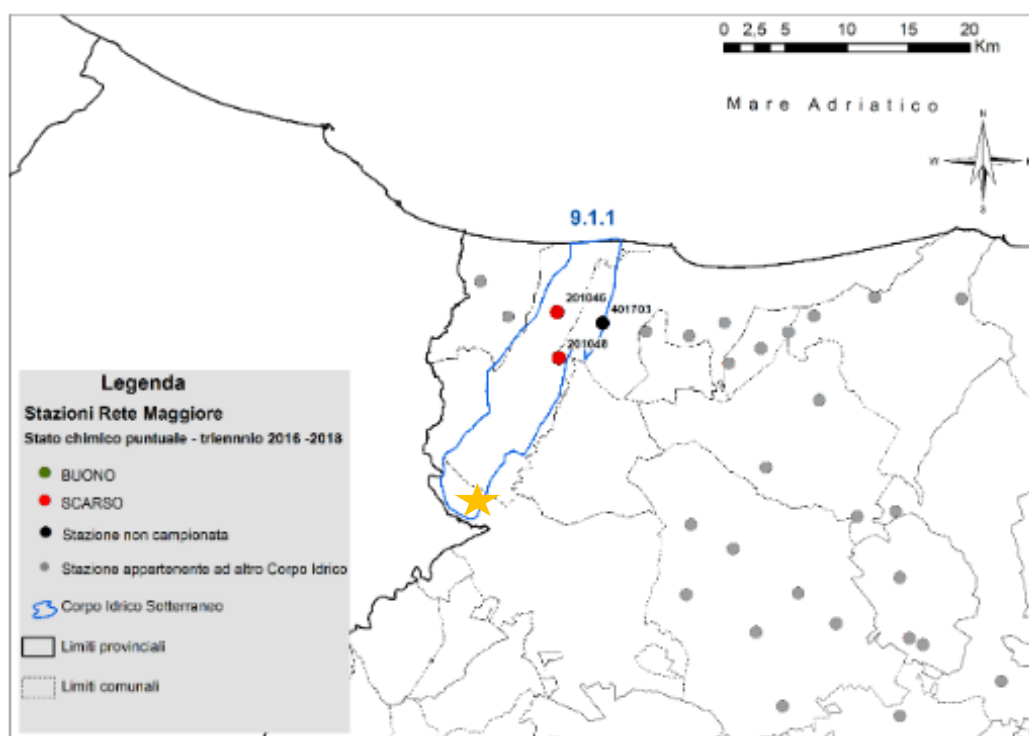 0 2,5 5 10 15 20
Km
Mare Adriatico
N
W
S
9.1.1
201046
401703
201048
Legenda
Stazioni Rete Maggiore
Stato chimico puntuale - triennnio 2016 -2018
BUONO
SCARSO
Stazione non campionata
Stazione appartenente ad altro Corpo Idrico
Corpo Idrico Sotterraneo
Limiti provinciali
Limiti comunali